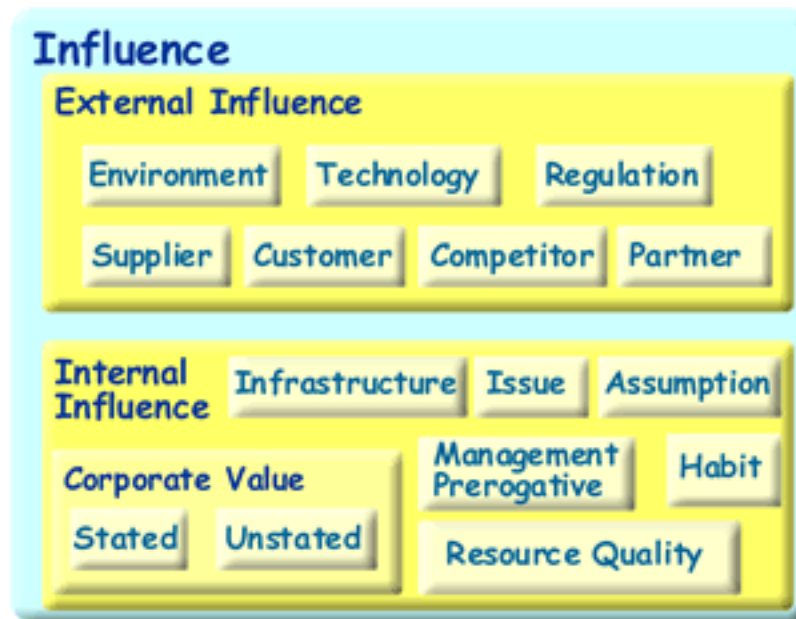 Influence
External Influence
Environment Technology Regulation
Supplier Customer Competitor Partner
Internal
Influence
Infrastructure Issue Assumption
Corporate Value
Stated Unstated
Management
Prerogative
Habit
Resource Quality